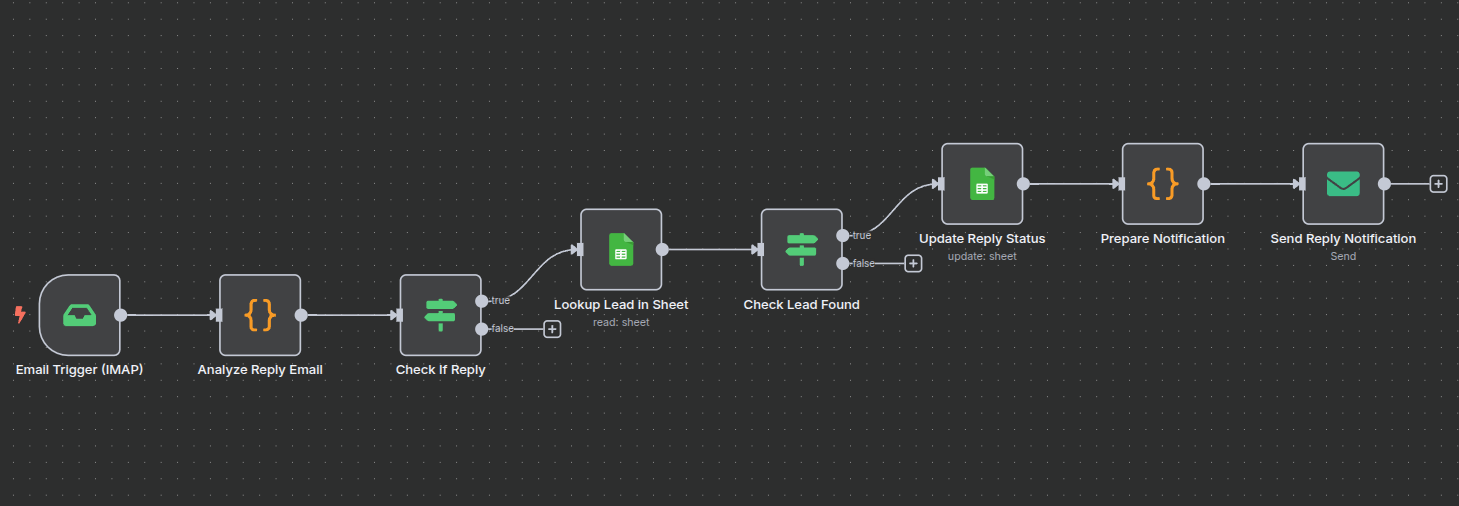 Email Trigger (IMAP)
Analyze Reply Email
Check If Reply
true
false
Lookup Lead in Sheet
read: sheet
Check Lead Found
true
false
Update Reply Status
update: sheet
Prepare Notification
Send Reply Notification
Send